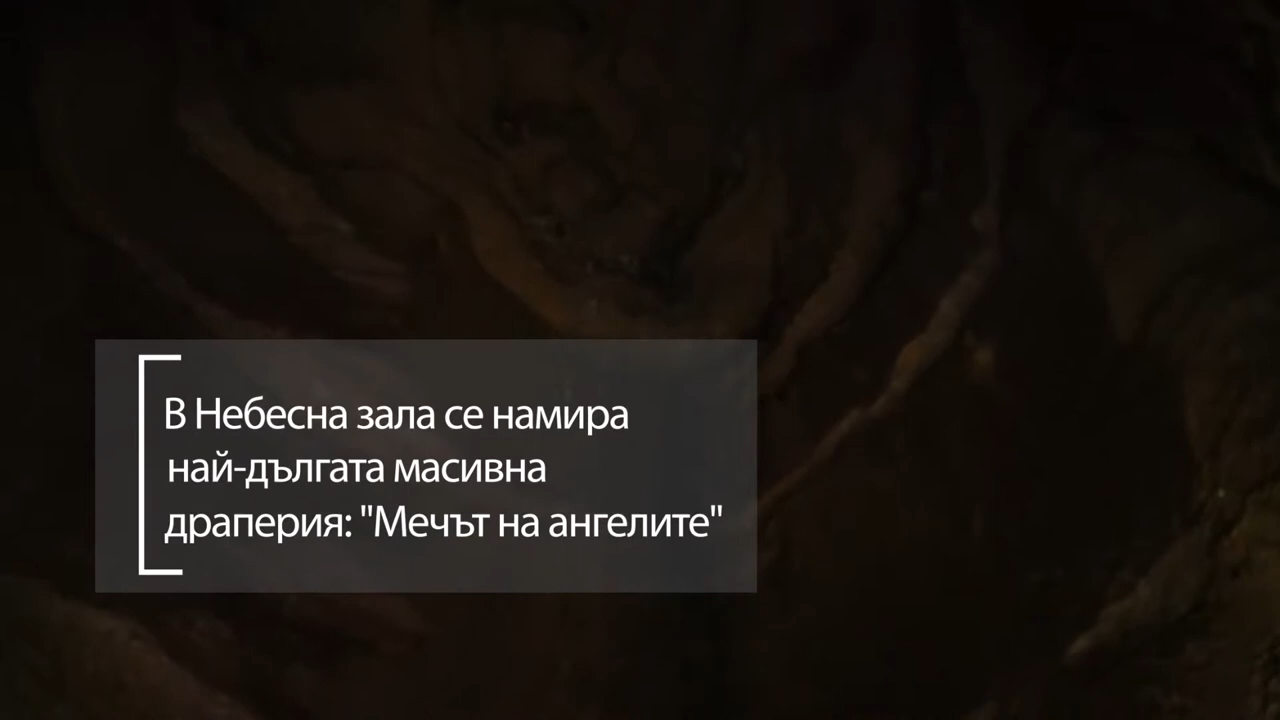 В Небесна зала се намира
най-дългата масивна
драперия: "Мечът на ангелите"